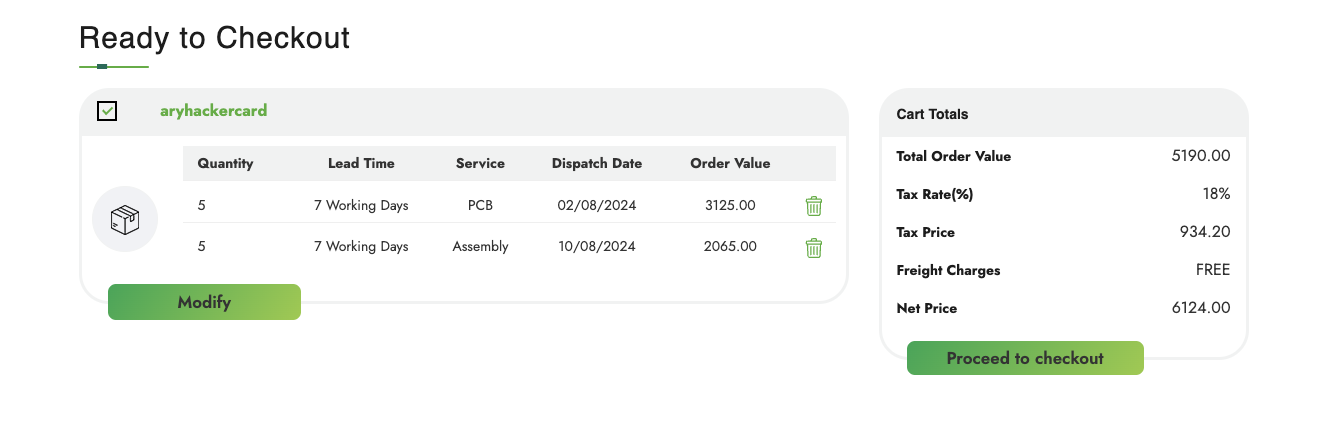 Ready to Checkout
aryhackercard
Quantity Lead Time Service Dispatch Date Order Value
5 7 Working Days PCB 02/08/2024 3125.00
5 7 Working Days Assembly 10/08/2024 2065.00
Modify
Cart Totals
Total Order Value 5190.00
Tax Rate(%) 18%
Tax Price 934.20
Freight Charges FREE
Net Price 6124.00
Proceed to checkout